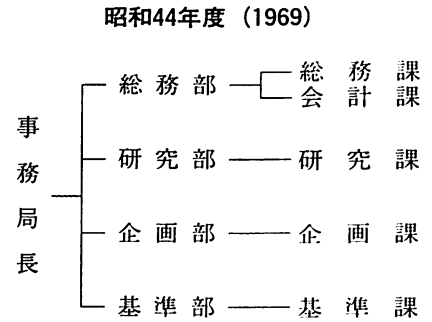 昭和44年度（1969）
事務局長
総務部
総務課
会計課
研究部
研究課
企画部
企画課
基準部
基準課